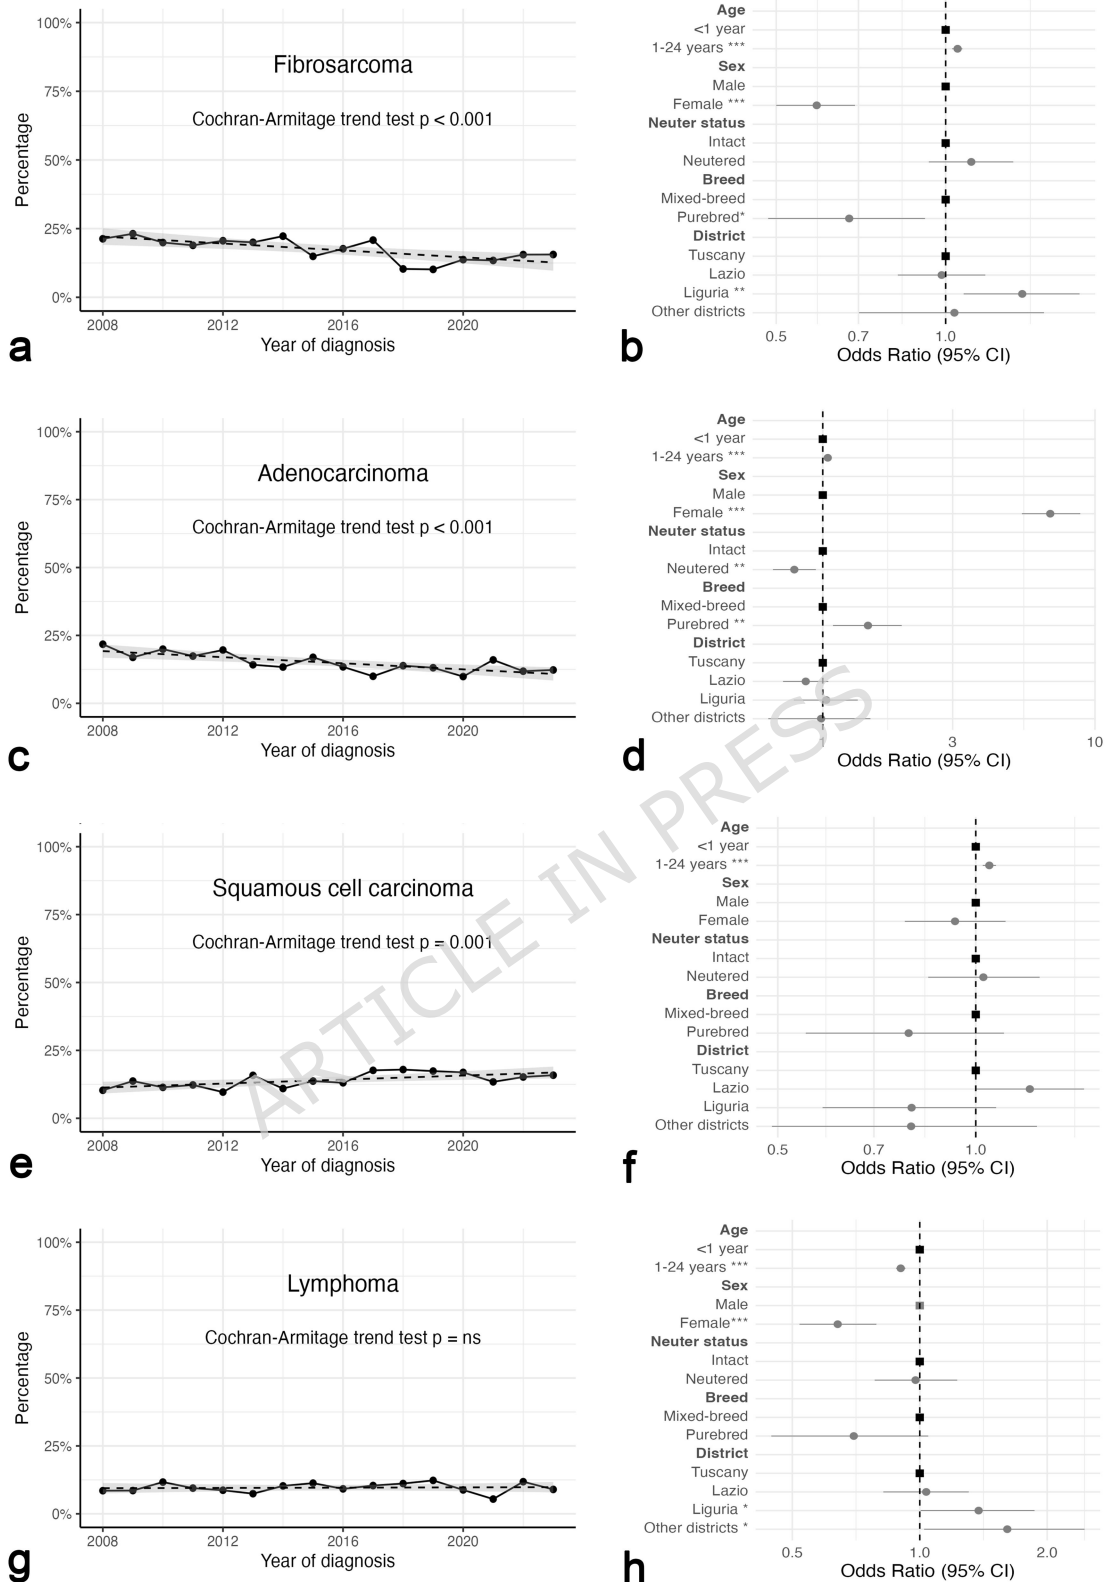 100%
75%
50%
25%
0%
Percentage
Fibrosarcoma
Cochran-Armitage trend test p < 0.001
2008 2012 2016 2020
Year of diagnosis
a
Age
<1 year
1-24 years ***
Sex
Male
Female ***
Neuter status
Intact
Neutered
Breed
Mixed-breed
Purebred*
District
Tuscany
Lazio
Liguria **
Other districts
0.5 0.7 1.0
Odds Ratio (95% CI)
b
100%
75%
50%
25%
0%
Percentage
Adenocarcinoma
Cochran-Armitage trend test p < 0.001
2008 2012 2016 2020
Year of diagnosis
c
Age
<1 year
1-24 years ***
Sex
Male
Female ***
Neuter status
Intact
Neutered **
Breed
Mixed-breed
Purebred **
District
Tuscany
Lazio
Liguria
Other districts
1 3 10
Odds Ratio (95% CI)
d
ARTICLE IN PRESS
100%
75%
50%
25%
0%
Percentage
Squamous cell carcinoma
Cochran-Armitage trend test p = 0.001
2008 2012 2016 2020
Year of diagnosis
e
Age
<1 year
1-24 years ***
Sex
Male
Female
Neuter status
Intact
Neutered
Breed
Mixed-breed
Purebred
District
Tuscany
Lazio
Liguria
Other districts
0.5 0.7 1.0
Odds Ratio (95% CI)
f
100%
75%
50%
25%
0%
Percentage
Lymphoma
Cochran-Armitage trend test p = ns
2008 2012 2016 2020
Year of diagnosis
g
Age
<1 year
1-24 years ***
Sex
Male
Female***
Neuter status
Intact
Neutered
Breed
Mixed-breed
Purebred
District
Tuscany
Lazio
Liguria *
Other districts *
0.5 1.0 2.0
Odds Ratio (95% CI)
h